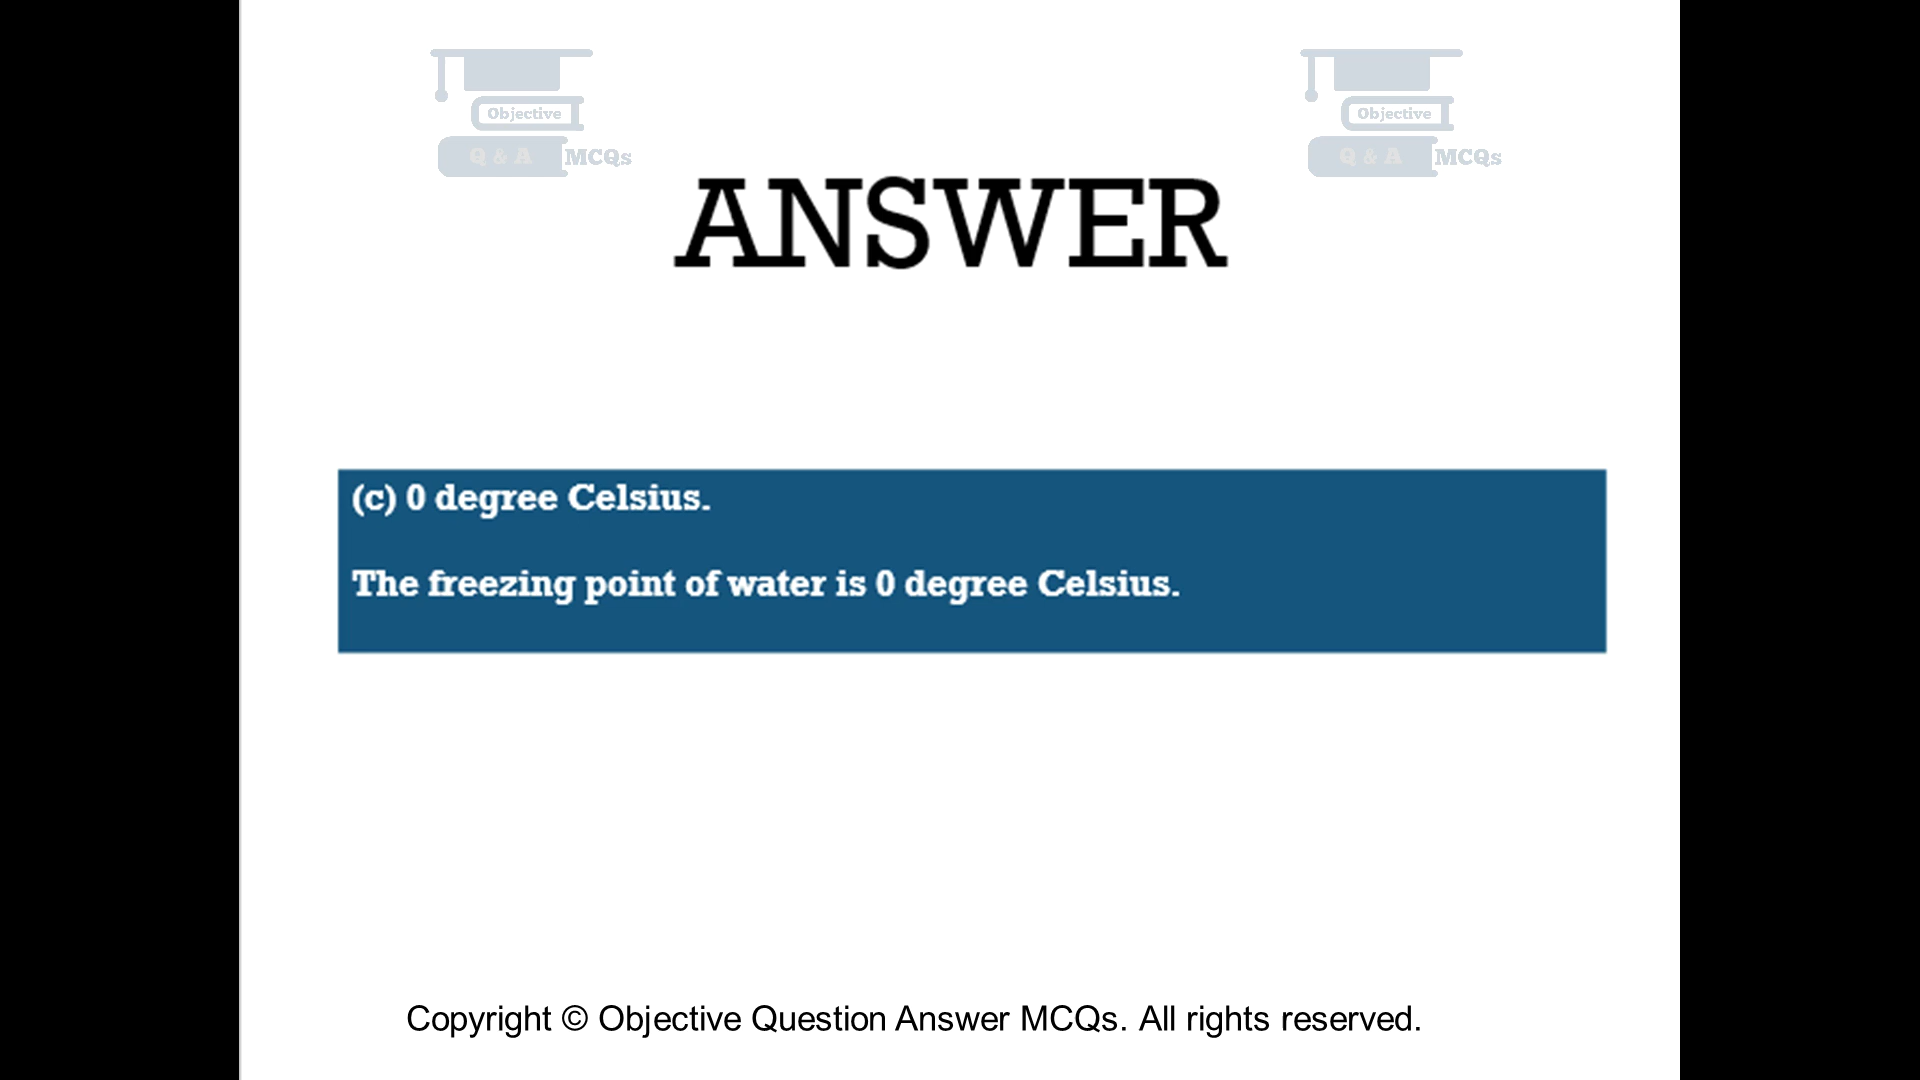 Objective
Q & A MCQs
Objective
Q & A MCQs
ANSWER
(c) 0 degree Celsius.
The freezing point of water is 0 degree Celsius.
Copyright © Objective Question Answer MCQs. All rights reserved.